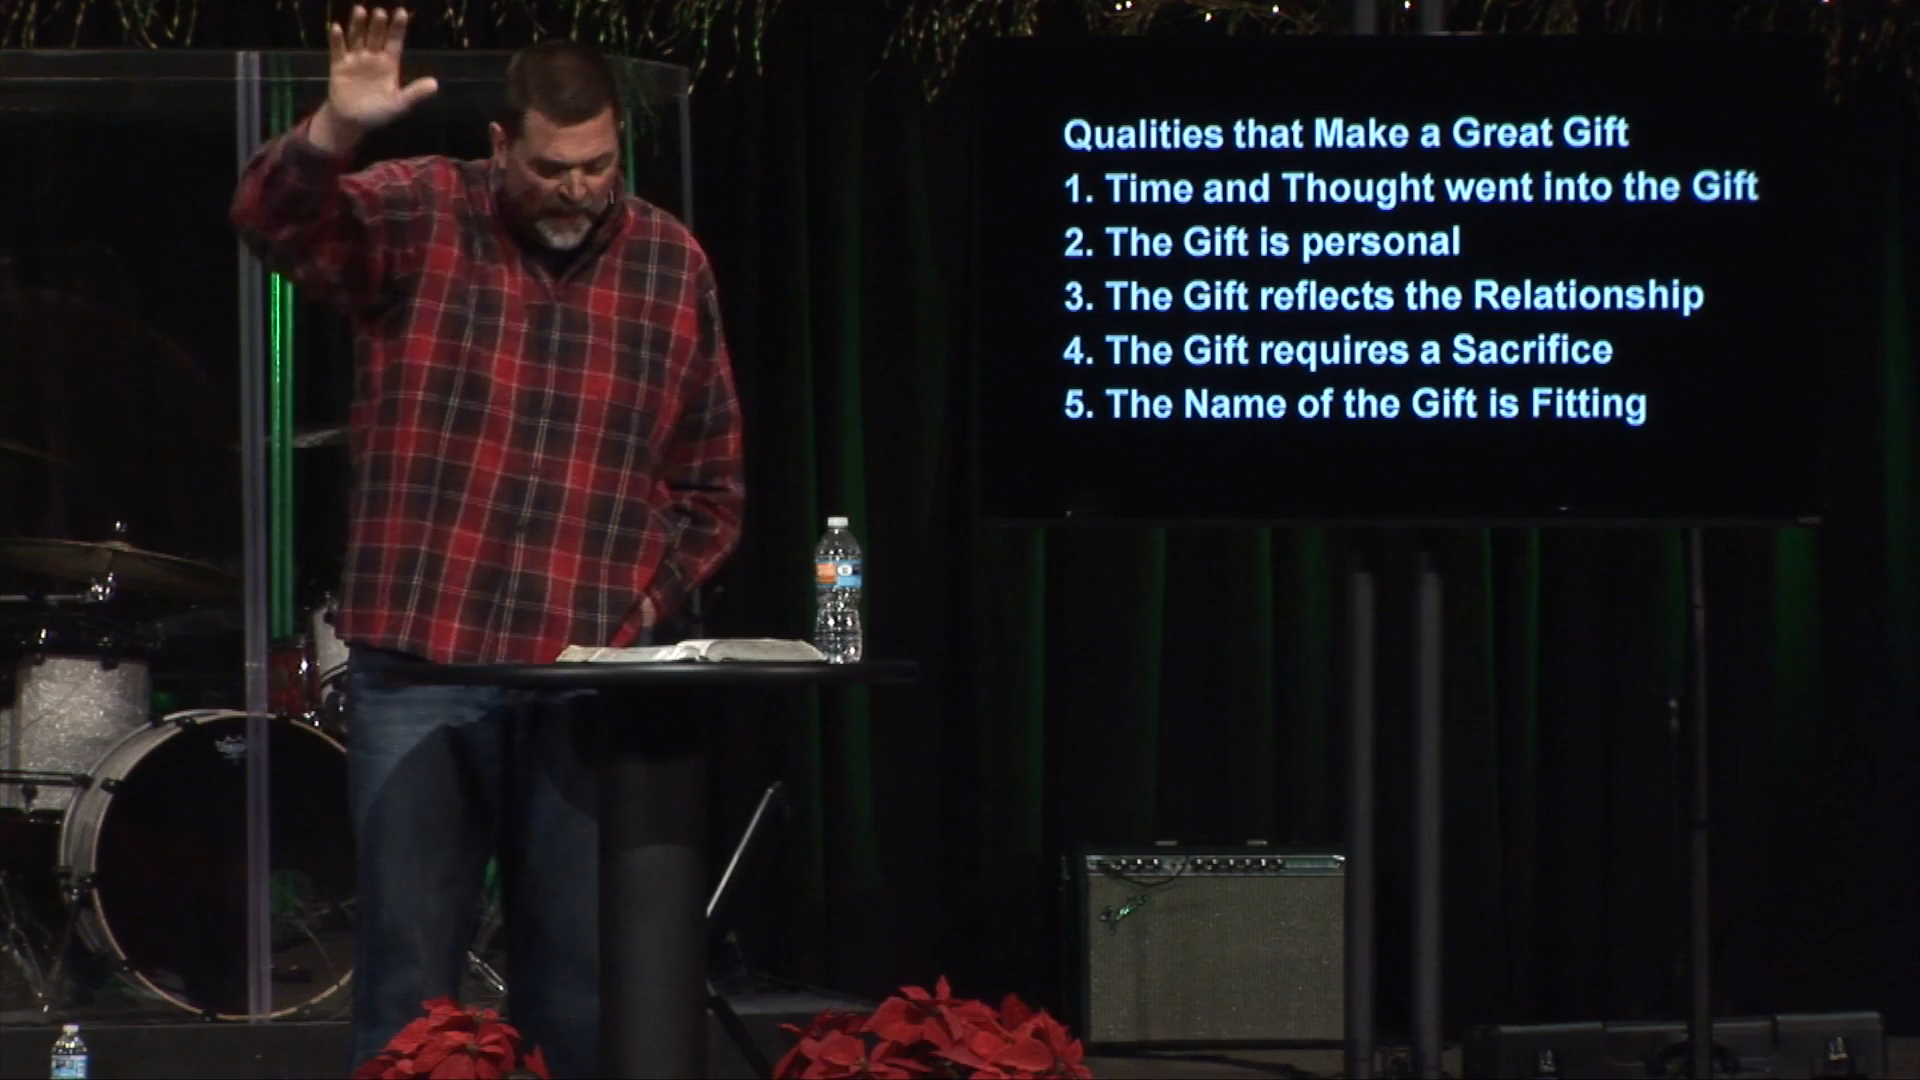 Qualities that Make a Great Gift
1. Time and Thought went into the Gift
2. The Gift is personal
3. The Gift reflects the Relationship
4. The Gift requires a Sacrifice
5. The Name of the Gift is Fitting